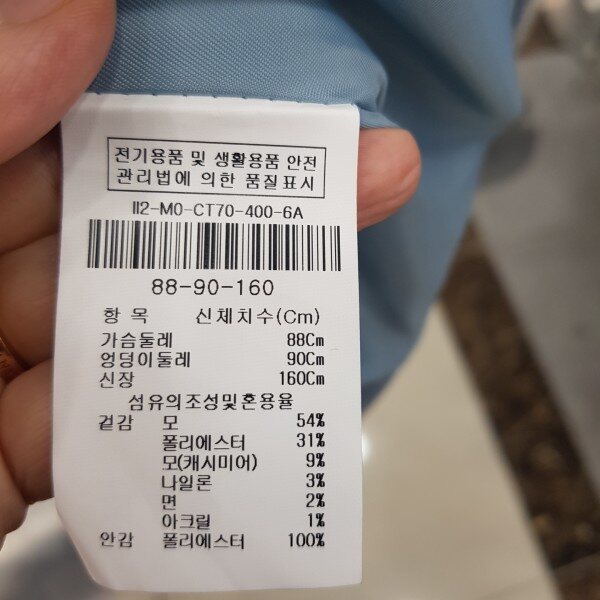 전기용품 및 생활용품 안전
관리법에 의한 품질표시
II2-M0-CT70-400-6A
88-90-160
항 목 신체치수(Cm)
가슴둘레 88Cm
엉덩이둘레 90Cm
신장 160Cm
섬유의조성및혼용율
겉감 모 54%
폴리에스터 31%
모(캐시미어) 9%
나일론 3%
면 2%
아크릴 1%
안감 폴리에스터 100%